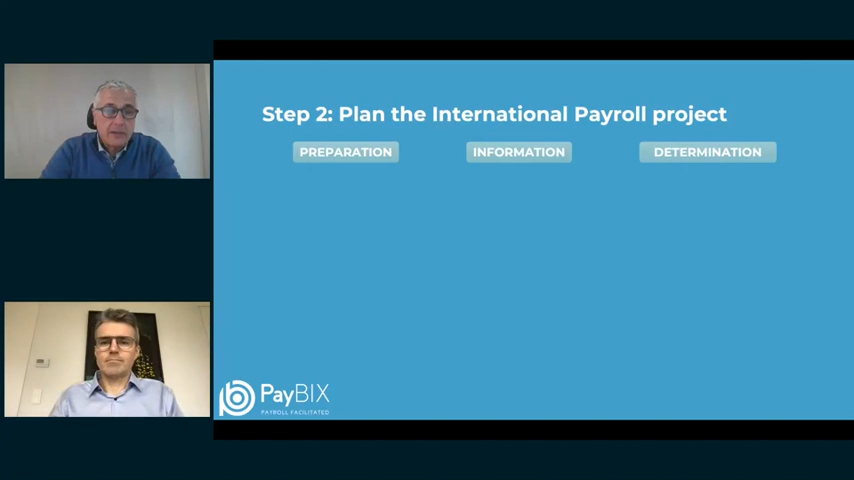 Step 2: Plan the International Payroll project
PREPARATION INFORMATION DETERMINATION
PayBIX
PAYROLL FACILITATED